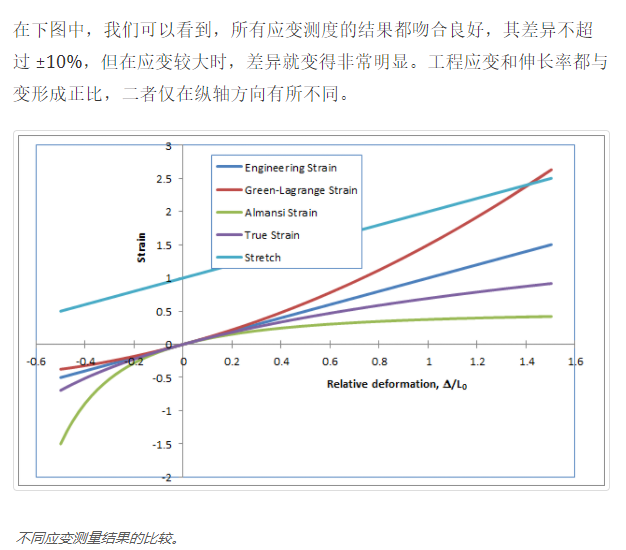 在下图中，我们可以看到，所有应变测度的结果都吻合良好，其差异不超
过 ±10%，但在应变较大时，差异就变得非常明显。工程应变和伸长率都与
变形成正比，二者仅在纵轴方向有所不同。
3
2.5
2
1.5
1
0.5
0
-0.5
-1
-1.5
-2
Strain
Engineering Strain
Green-Lagrange Strain
Almansi Strain
True Strain
Stretch
-0.6 -0.4 -0.2 0 0.2 0.4 0.6 0.8 1 1.2 1.4 1.6
Relative deformation, Δ/L₀
不同应变测量结果的比较。